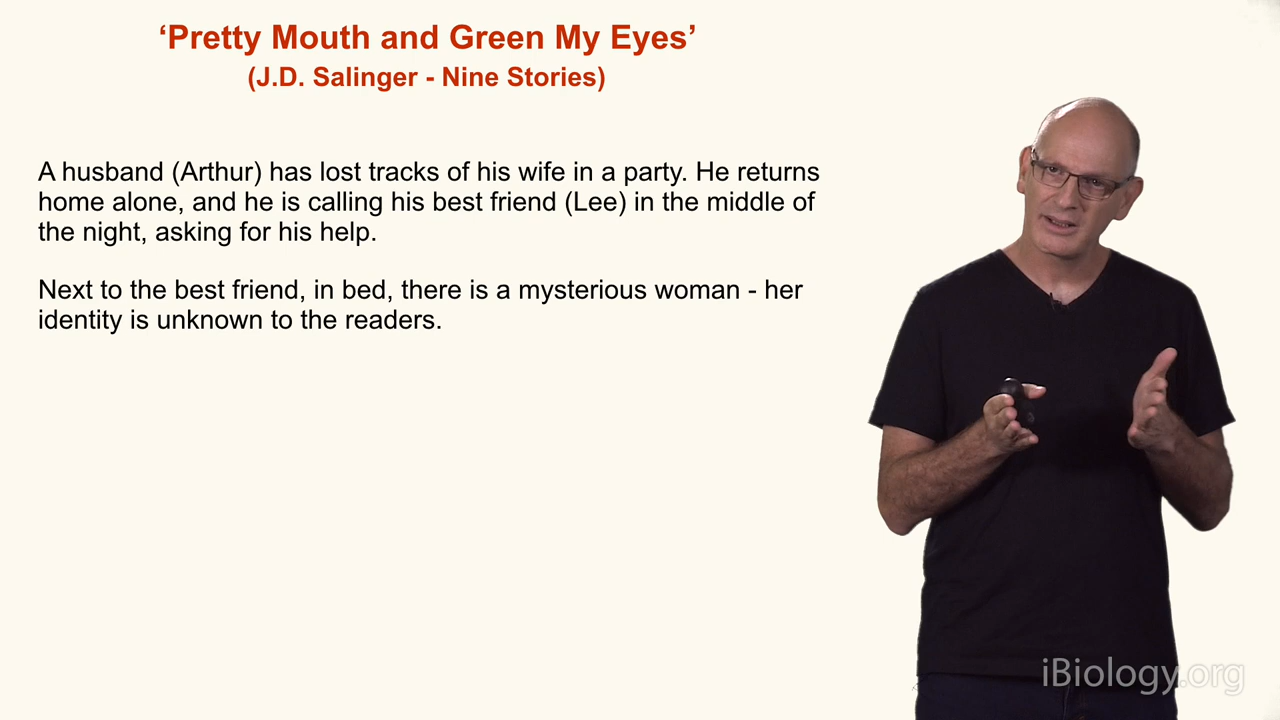 ‘Pretty Mouth and Green My Eyes’
(J.D. Salinger - Nine Stories)
A husband (Arthur) has lost tracks of his wife in a party. He returns
home alone, and he is calling his best friend (Lee) in the middle of
the night, asking for his help.
Next to the best friend, in bed, there is a mysterious woman - her
identity is unknown to the readers.
iBiology.org